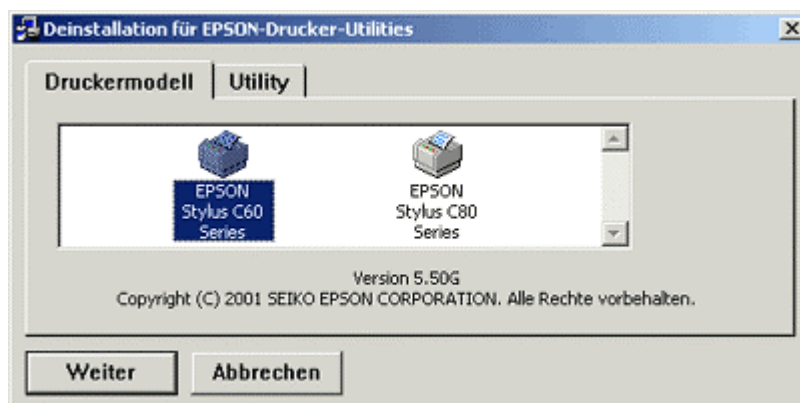 Deinstallation für EPSON-Drucker-Utilities
Druckermodell
Utility
EPSON
Stylus C60
Series
EPSON
Stylus C80
Series
Version 5.50G
Copyright (C) 2001 SEIKO EPSON CORPORATION. Alle Rechte vorbehalten.
Weiter
Abbrechen